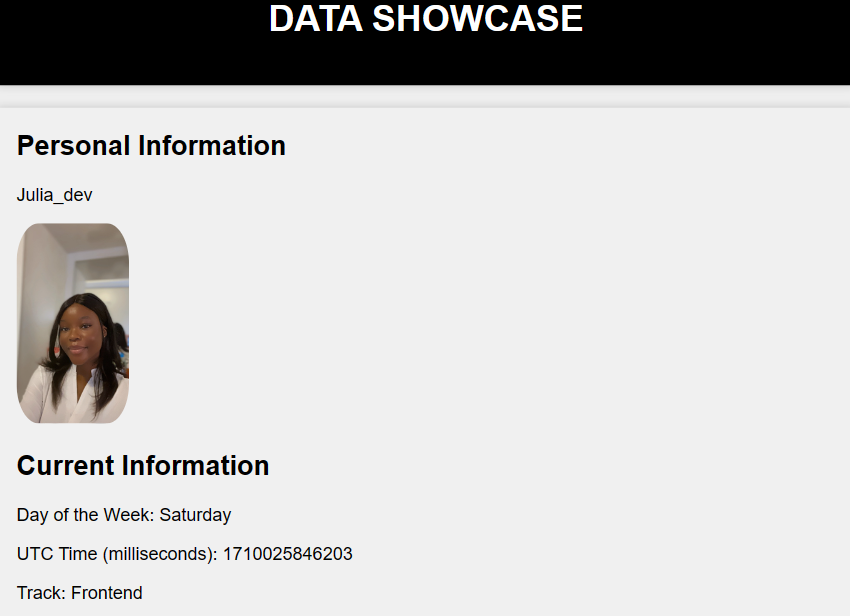 DATA SHOWCASE
Personal Information
Julia_dev
Current Information
Day of the Week: Saturday
UTC Time (milliseconds): 1710025846203
Track: Frontend